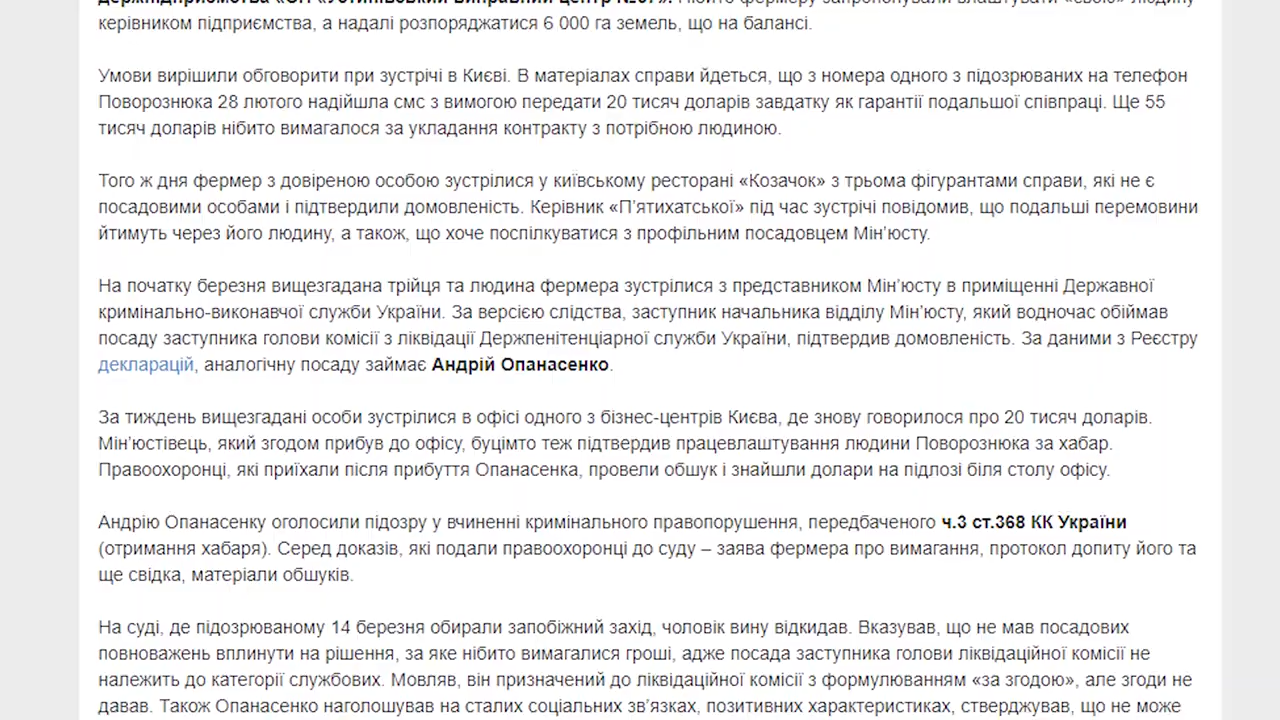 держпідприємства «СП «Устинівський виправний центр №37». Нібито фермеру запропонували влаштувати «свою» людину
керівником підприємства, а надалі розпоряджатися 6 000 га земель, що на балансі.
Умови вирішили обговорити при зустрічі в Києві. В матеріалах справи йдеться, що з номера одного з підозрюваних на телефон
Поворознюка 28 лютого надійшла смс з вимогою передати 20 тисяч доларів завдатку як гарантії подальшої співпраці. Ще 55
тисяч доларів нібито вимагалося за укладання контракту з потрібною людиною.
Того ж дня фермер з довіреною особою зустрілися у київському ресторані «Козачок» з трьома фігурантами справи, які не є
посадовими особами і підтвердили домовленість. Керівник «П’ятихатської» під час зустрічі повідомив, що подальші перемовини
йтимуть через його людину, а також, що хоче поспілкуватися з профільним посадовцем Мін’юсту.
На початку березня вищезгадана трійця та людина фермера зустрілися з представником Мін’юсту в приміщенні Державної
кримінально-виконавчої служби України. За версією слідства, заступник начальника відділу Мін’юсту, який водночас обіймав
посаду заступника голови комісії з ліквідації Держпенітенціарної служби України, підтвердив домовленість. За даними з Реєстру
декларацій, аналогічну посаду займає Андрій Опанасенко.
За тиждень вищезгадані особи зустрілися в офісі одного з бізнес-центрів Києва, де знову говорилося про 20 тисяч доларів.
Мін’юстівець, який згодом прибув до офісу, буцімто теж підтвердив працевлаштування людини Поворознюка за хабар.
Правоохоронці, які приїхали після прибуття Опанасенка, провели обшук і знайшли долари на підлозі біля столу офісу.
Андрію Опанасенку оголосили підозру у вчиненні кримінального правопорушення, передбаченого ч.3 ст.368 КК України
(отримання хабаря). Серед доказів, які подали правоохоронці до суду – заява фермера про вимагання, протокол допиту його та
ще свідка, матеріали обшуків.
На суді, де підозрюваному 14 березня обирали запобіжний захід, чоловік вину відкидав. Вказував, що не мав посадових
повноважень вплинути на рішення, за яке нібито вимагалися гроші, адже посада заступника голови ліквідаційної комісії не
належить до категорії службових. Мовляв, він призначений до ліквідаційної комісії з формулюванням «за згодою», але згоди не
давав. Також Опанасенко наголошував на сталих соціальних зв’язках, позитивних характеристиках, стверджував, що не може